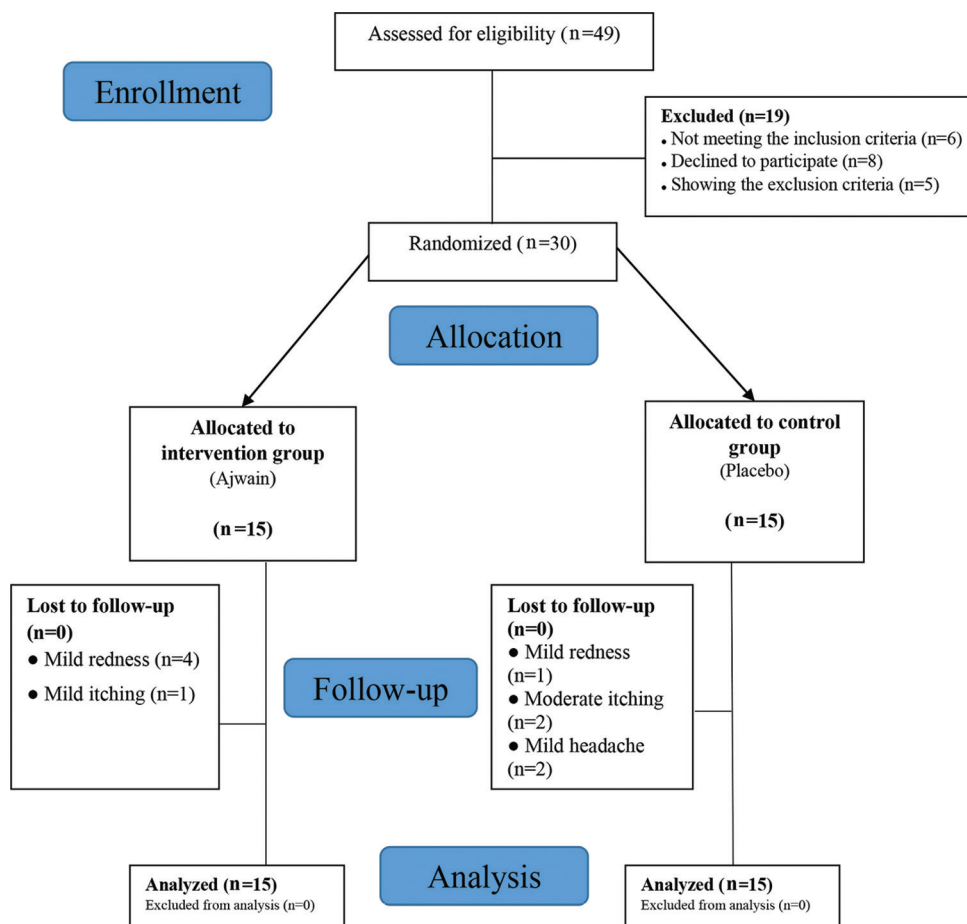 Assessed for eligibility (n=49)
Enrollment
Excluded (n=19)
• Not meeting the inclusion criteria (n=6)
• Declined to participate (n=8)
• Showing the exclusion criteria (n=5)
Randomized (n=30)
Allocation
Allocated to
intervention group
(Ajwain)
(n=15)
Allocated to control
group
(Placebo)
(n=15)
Lost to follow-up
(n=0)
● Mild redness (n=4)
● Mild itching (n=1)
Follow-up
Lost to follow-up
(n=0)
● Mild redness
(n=1)
● Moderate itching
(n=2)
● Mild headache
(n=2)
Analysis
Analyzed (n=15)
Excluded from analysis (n=0)
Analyzed (n=15)
Excluded from analysis (n=0)